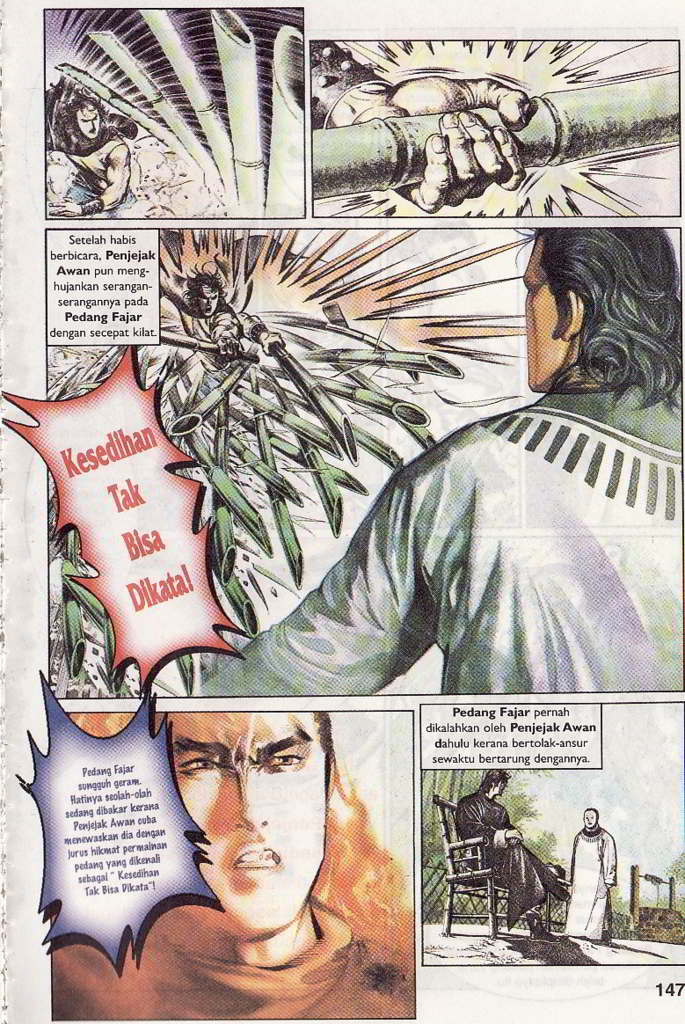 Setelah habis
berbicara, Penjejak
Awan pun meng-
hujankan serangan-
serangannya pada
Pedang Fajar
dengan secepat kilat.
Kesedihan
Tak
Bisa
Dikata!
Pedang Fajar
sungguh geram.
Hatinya seolah-olah
sedang dibakar kerana
Penjejak Awan cuba
menewaskan dia dengan
jurus hikmat permainan
pedang yang dikenali
sebagai " Kesedihan
Tak Bisa Dikata"!
Pedang Fajar pernah
dikalahkan oleh Penjejak Awan
dahulu kerana bertolak-ansur
sewaktu bertarung dengannya.
147